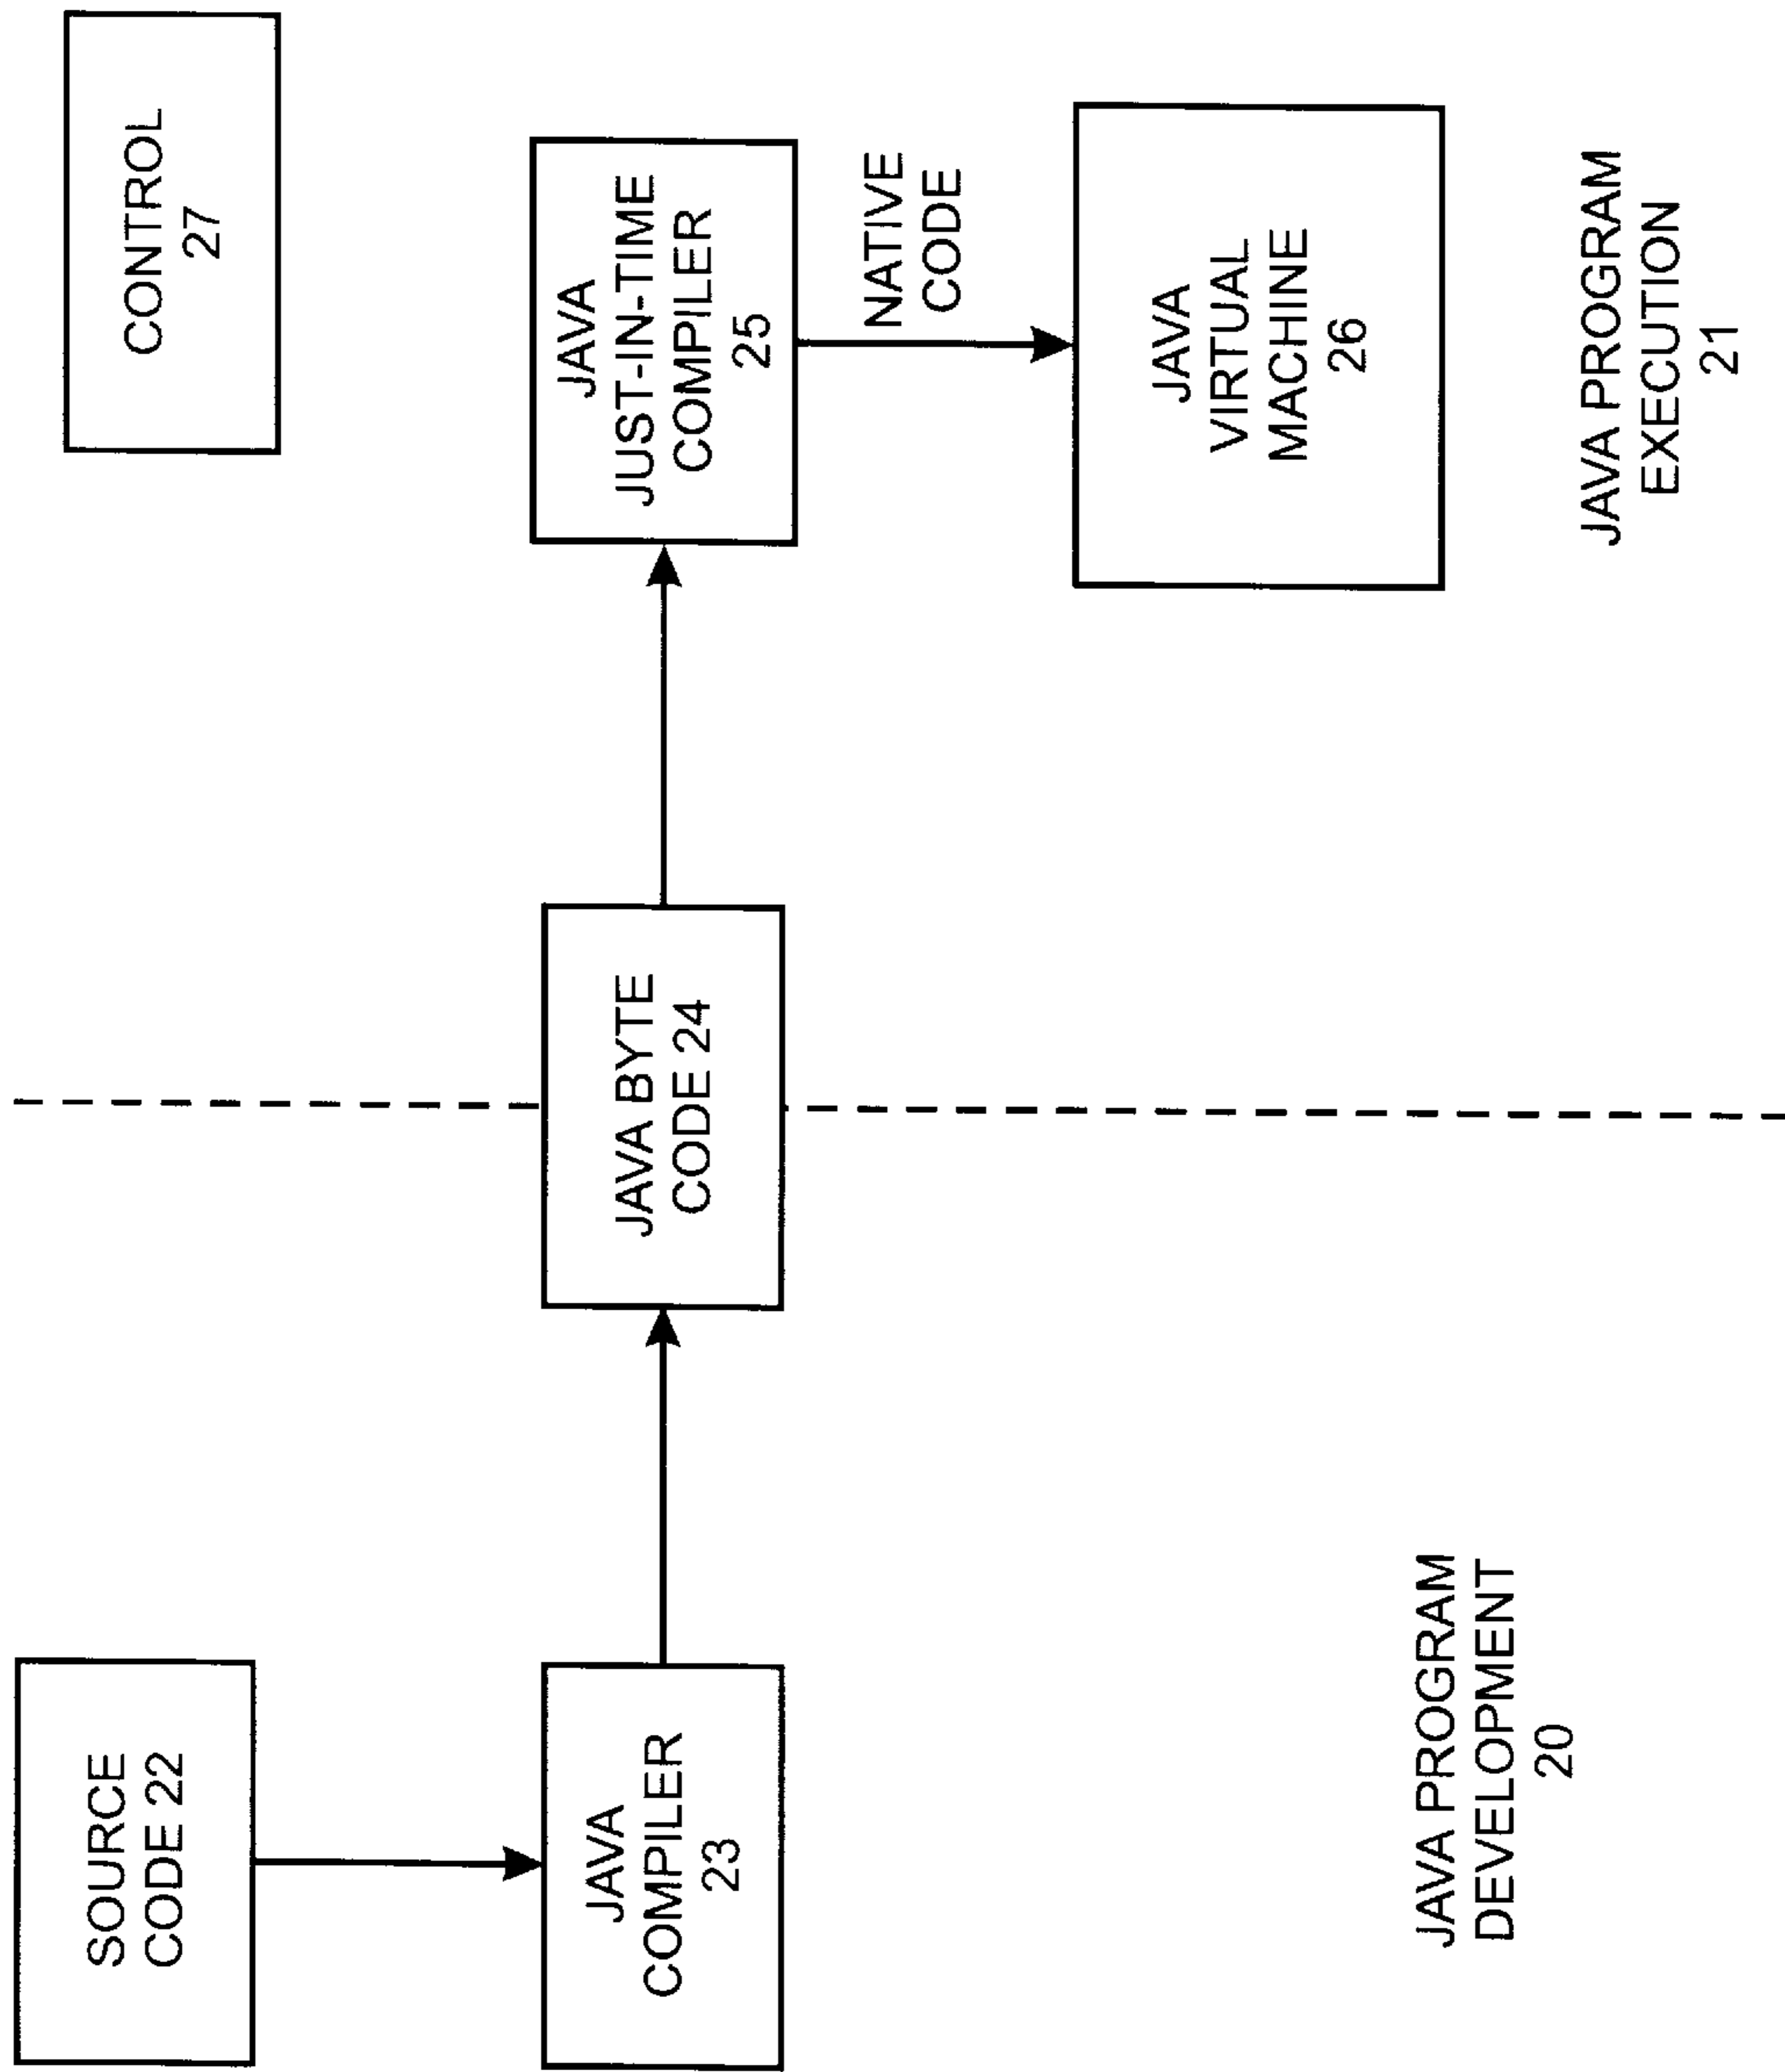 SOURCE
CODE 22
JAVA
COMPILER
23
JAVA BYTE
CODE 24
CONTROL
27
JAVA
JUST-IN-TIME
COMPILER
25
NATIVE
CODE
JAVA
VIRTUAL
MACHINE
26
JAVA PROGRAM
DEVELOPMENT
20
JAVA PROGRAM
EXECUTION
21